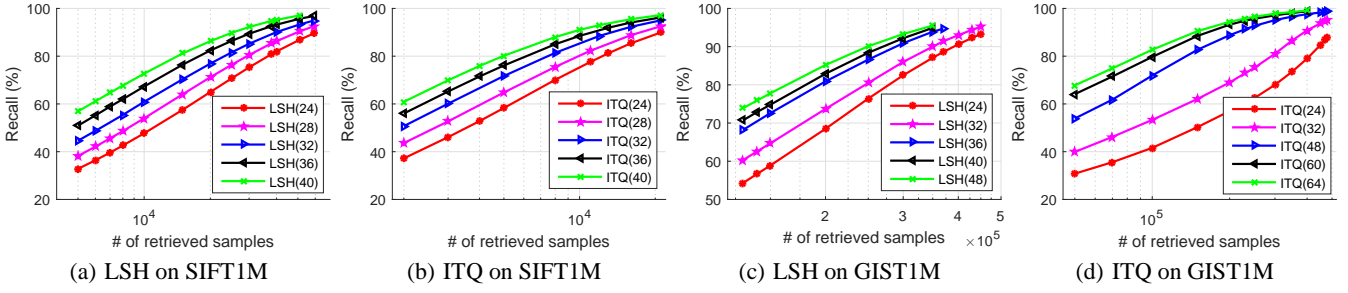 100
80
60
40
20
Recall (%)
10^4
# of retrieved samples
LSH(24)
LSH(28)
LSH(32)
LSH(36)
LSH(40)
(a) LSH on SIFT1M
100
80
60
40
20
Recall (%)
10^4
# of retrieved samples
ITQ(24)
ITQ(28)
ITQ(32)
ITQ(36)
ITQ(40)
(b) ITQ on SIFT1M
100
90
80
70
60
50
Recall (%)
2 3 4 5
# of retrieved samples
× 10^5
LSH(24)
LSH(32)
LSH(36)
LSH(40)
LSH(48)
(c) LSH on GIST1M
100
80
60
40
20
Recall (%)
10^5
# of retrieved samples
ITQ(24)
ITQ(32)
ITQ(48)
ITQ(60)
ITQ(64)
(d) ITQ on GIST1M